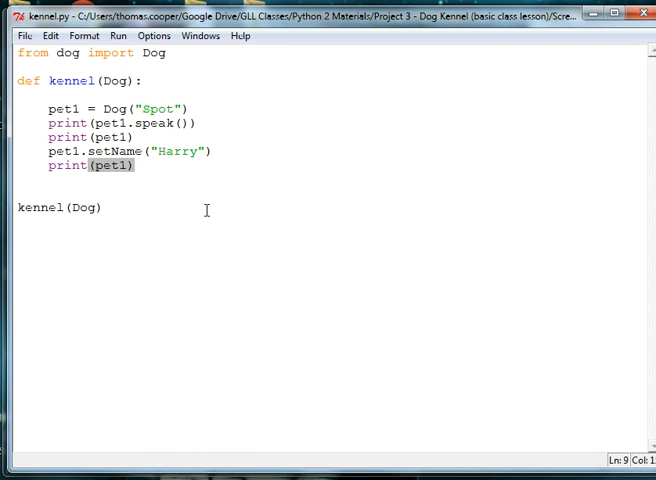 kennel.py - C:/Users/thomas.cooper/Google Drive/GLL Classes/Python 2 Materials/Project 3 - Dog Kennel (basic class lesson)/Scre...
File Edit Format Run Options Windows Help
from dog import Dog
def kennel(Dog):
pet1 = Dog("Spot")
print(pet1.speak())
print(pet1)
pet1.setName("Harry")
print(pet1)
kennel(Dog)
Ln: 9 Col: